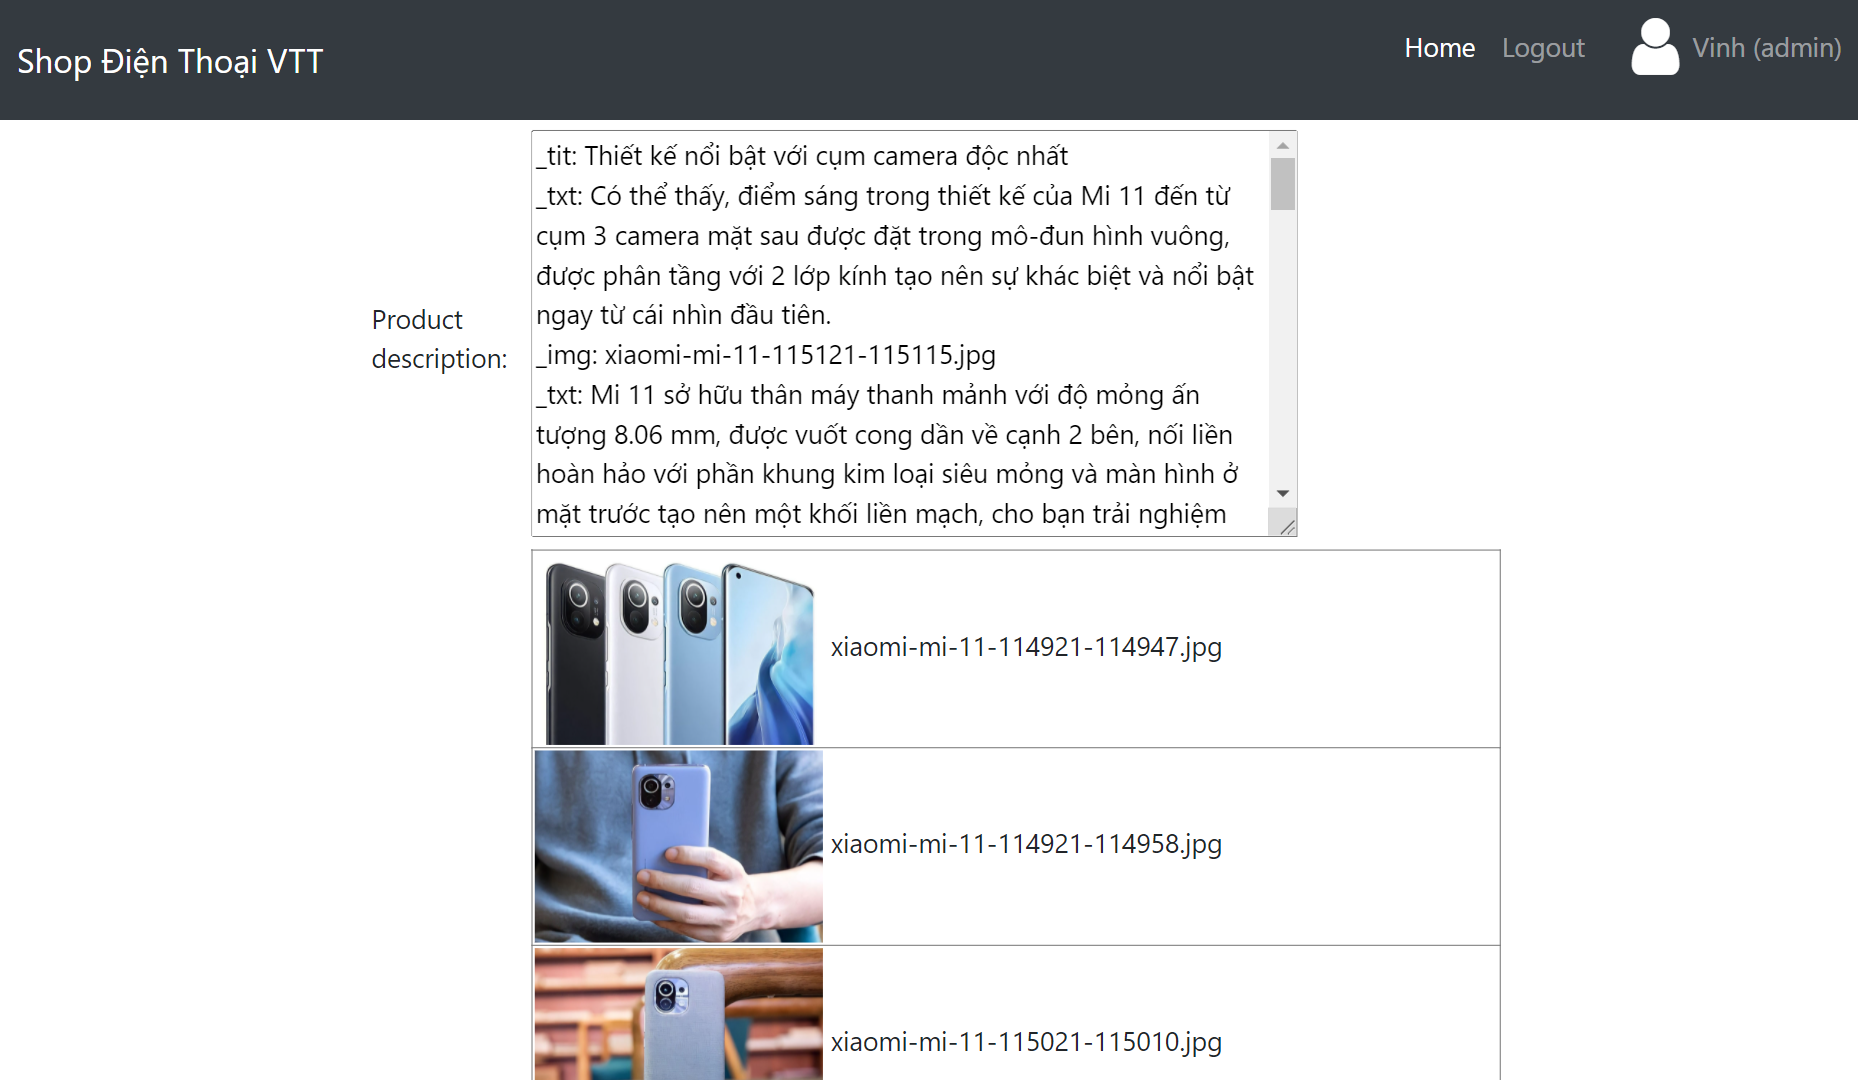 Shop Điện Thoại VTT
Home
Logout
Vinh (admin)
Product
description:
_tit: Thiết kế nổi bật với cụm camera độc nhất
_txt: Có thể thấy, điểm sáng trong thiết kế của Mi 11 đến từ
cụm 3 camera mặt sau được đặt trong mô-đun hình vuông,
được phân tầng với 2 lớp kính tạo nên sự khác biệt và nổi bật
ngay từ cái nhìn đầu tiên.
_img: xiaomi-mi-11-115121-115115.jpg
_txt: Mi 11 sở hữu thân máy thanh mảnh với độ mỏng ấn
tượng 8.06 mm, được vuốt cong dần về cạnh 2 bên, nối liền
hoàn hảo với phần khung kim loại siêu mỏng và màn hình ở
mặt trước tạo nên một khối liền mạch, cho bạn trải nghiệm
xiaomi-mi-11-114921-114947.jpg
xiaomi-mi-11-114921-114958.jpg
xiaomi-mi-11-115021-115010.jpg